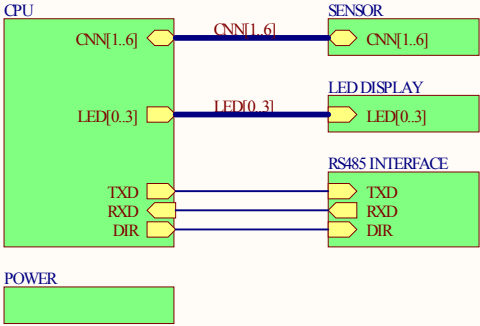 CPU
SENSOR
CNN[1..6]
CNN[1..6]
CNN[1..6]
LED DISPLAY
LED[0..3]
LED[0..3]
LED[0..3]
RS485 INTERFACE
TXD
TXD
RXD
RXD
DIR
DIR
POWER